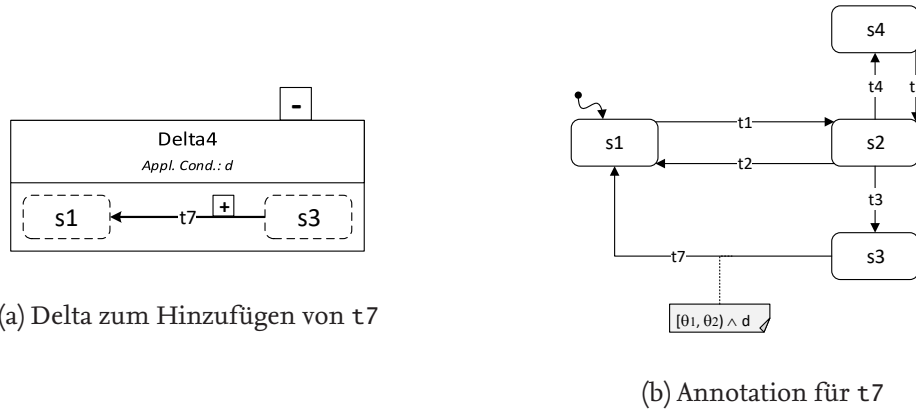 -
Delta4
Appl. Cond.: d
s1
t7
+
s3
(a) Delta zum Hinzufügen von t7
s4
t4
t
s1
t1
t2
s2
t3
t7
s3
[θ1, θ2) ∧ d
(b) Annotation für t7